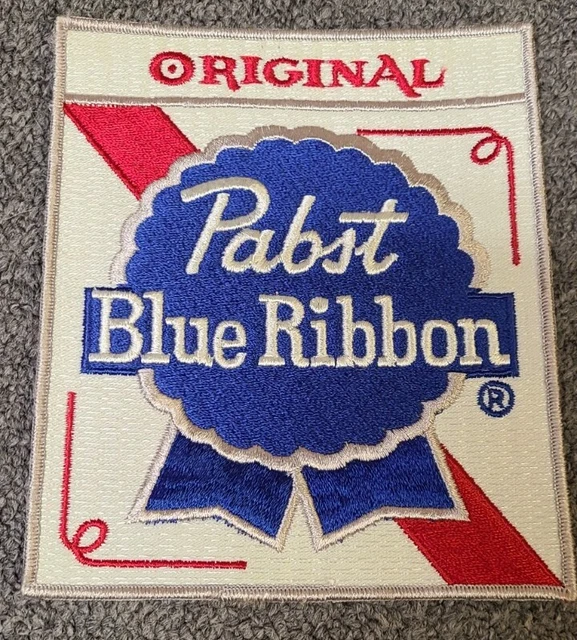 ORIGINAL
Pabst
Blue Ribbon
®